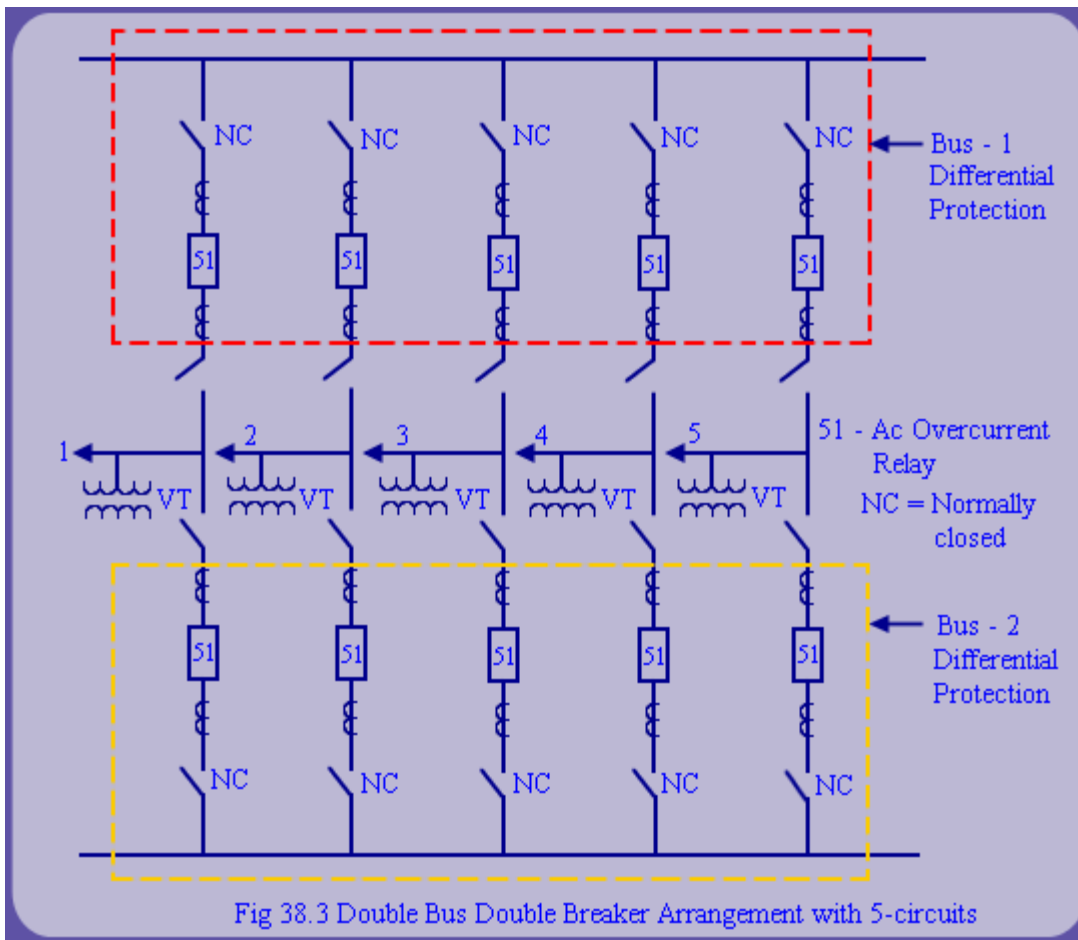 NC NC NC NC NC
Bus - 1
Differential
Protection
51 51 51 51 51
1 2 3 4 5
51 - Ac Overcurrent
Relay
VT VT VT VT VT
NC = Normally
closed
51 51 51 51 51
Bus - 2
Differential
Protection
NC NC NC NC NC
Fig 38.3 Double Bus Double Breaker Arrangement with 5-circuits